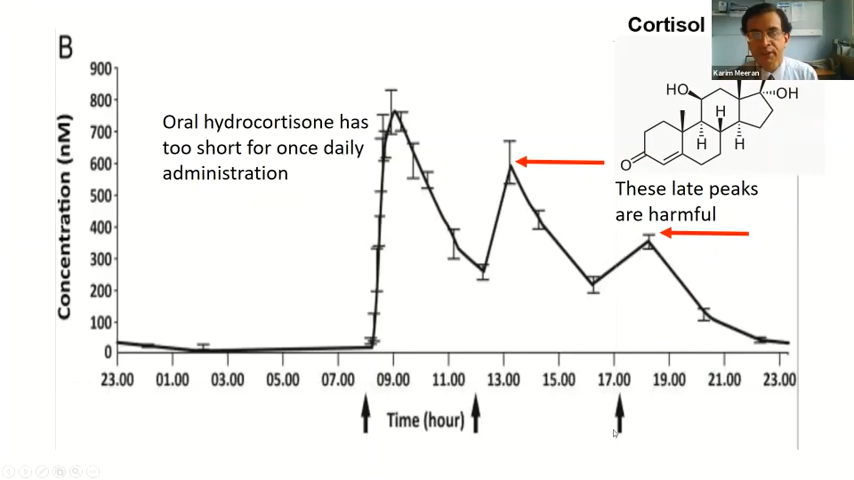 Cortisol
Karim Meeran
B
Oral hydrocortisone has
too short for once daily
administration
HO
OH
H
H
H
O
These late peaks
are harmful
Concentration (nM)
900
800
700
600
500
400
300
200
100
0
23.00 01.00 03.00 05.00 07.00 09.00 11.00 13.00 15.00 17.00 19.00 21.00 23.00
Time (hour)